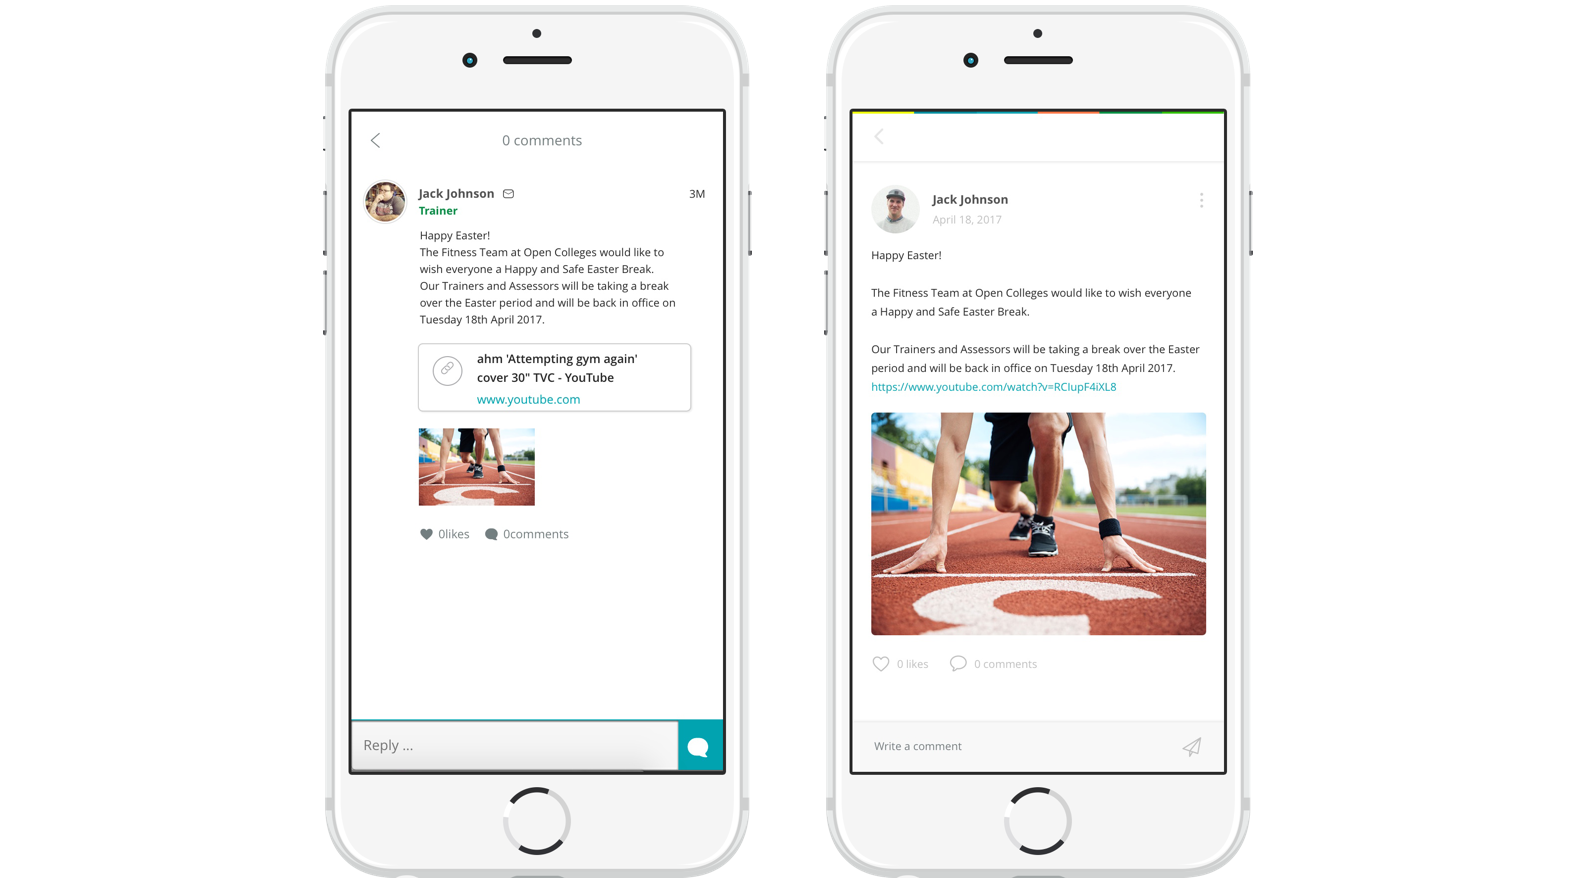 0 comments
Jack Johnson
3M
Trainer
Happy Easter!
The Fitness Team at Open Colleges would like to
wish everyone a Happy and Safe Easter Break.
Our Trainers and Assessors will be taking a break
over the Easter period and will be back in office on
Tuesday 18th April 2017.
ahm 'Attempting gym again'
cover 30" TVC - YouTube
www.youtube.com
0likes 0comments
Reply ...
Jack Johnson
April 18, 2017
Happy Easter!
The Fitness Team at Open Colleges would like to wish everyone
a Happy and Safe Easter Break.
Our Trainers and Assessors will be taking a break over the Easter
period and will be back in office on Tuesday 18th April 2017.
https://www.youtube.com/watch?v=RCIupF4iXL8
0 likes 0 comments
Write a comment